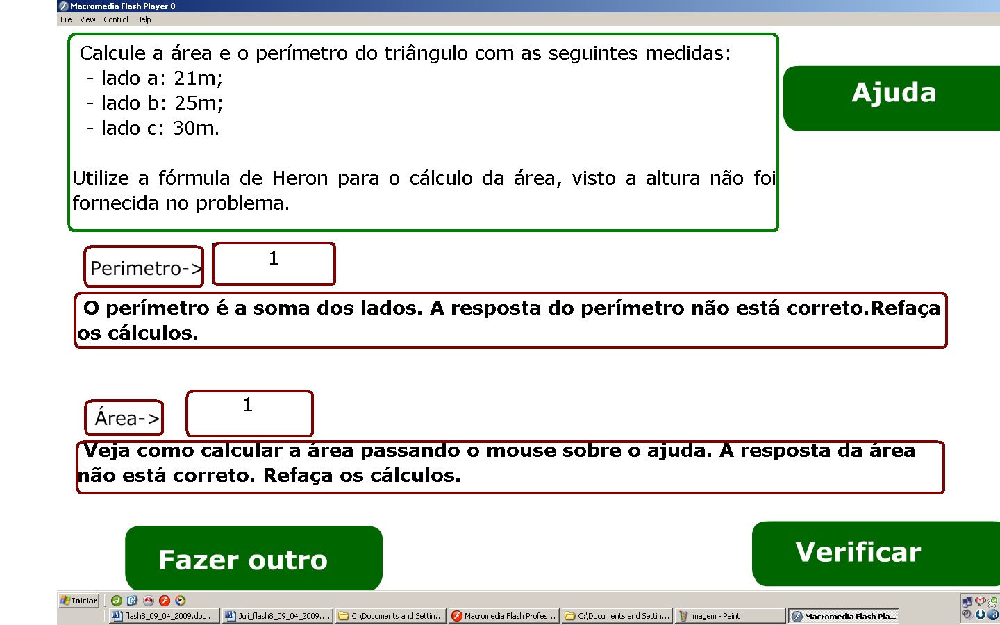 Macromedia Flash Player 8
File View Control Help
Calcule a área e o perímetro do triângulo com as seguintes medidas:
- lado a: 21m;
- lado b: 25m;
- lado c: 30m.
Utilize a fórmula de Heron para o cálculo da área, visto a altura não foi
fornecida no problema.
Ajuda
Perimetro->
1
O perímetro é a soma dos lados. A resposta do perímetro não está correto.Refaça
os cálculos.
Área->
1
Veja como calcular a área passando o mouse sobre o ajuda. A resposta da área
não está correto. Refaça os cálculos.
Fazer outro
Verificar
Iniciar
flash8_09_04_2009.doc ...
Juli_flash8_09_04_2009....
C:\Documents and Settin...
Macromedia Flash Profes...
C:\Documents and Settin...
imagem - Paint
Macromedia Flash Pla...